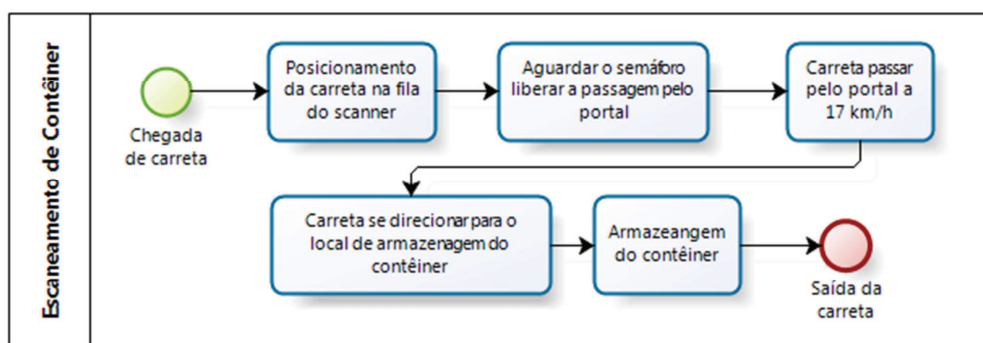 Escaneamento de Contêiner
Chegada
de carreta
Posicionamento
da carreta na fila
do scanner
Aguardar o semáforo
liberar a passagem pelo
portal
Carreta passar
pelo portal a
17 km/h
Carreta se direcionar para o
local de armazenagem do
contêiner
Armazeangem
do contêiner
Saída da
carreta